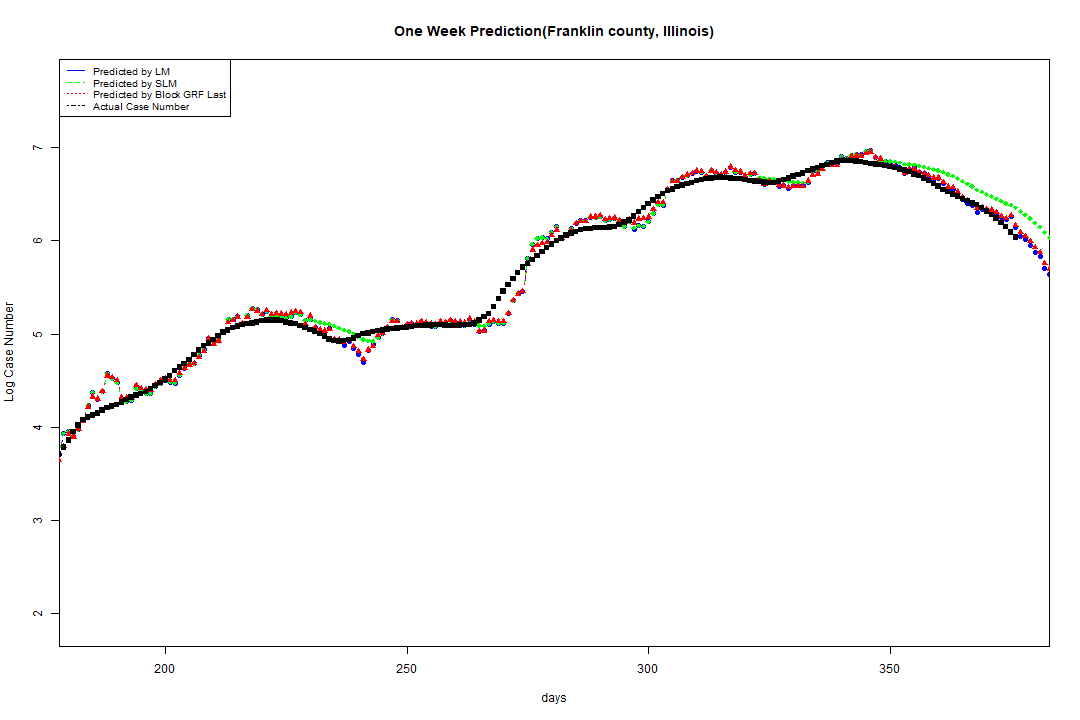 One Week Prediction(Franklin county, Illinois)
Predicted by LM
Predicted by SLM
Predicted by Block GRF Last
Actual Case Number
Log Case Number
7
6
5
4
3
2
200
250
300
350
days